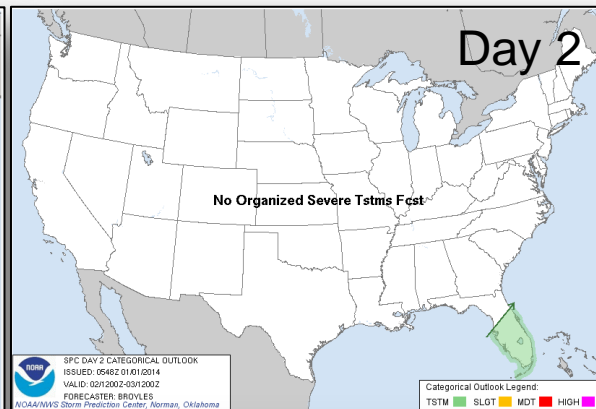 Day 2
No Organized Severe Tstms Fcst
NOAA
SPC DAY 2 CATEGORICAL OUTLOOK
ISSUED: 0548Z 01/01/2014
VALID: 02/1200Z-03/1200Z
FORECASTER: BROYLES
NOAA/NWS Storm Prediction Center, Norman, Oklahoma
Categorical Outlook Legend:
TSTM SLGT MDT HIGH